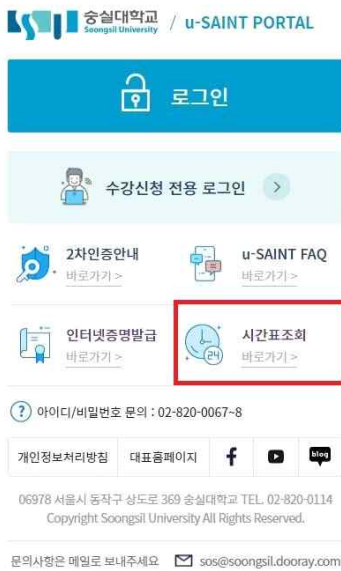 숭실대학교
Soongsil University
/ u-SAINT PORTAL
로그인
수강신청 전용 로그인 >
2차인증안내
바로가기 >
u-SAINT FAQ
바로가기 >
인터넷증명발급
바로가기 >
24
시간표조회
바로가기 >
? 아이디/비밀번호 문의 : 02-820-0067~8
개인정보처리방침 대표홈페이지 f blog
06978 서울시 동작구 상도로 369 숭실대학교 TEL. 02-820-0114
Copyright Soongsil University All Rights Reserved.
문의사항은 메일로 보내주세요 sos@soongsil.dooray.com